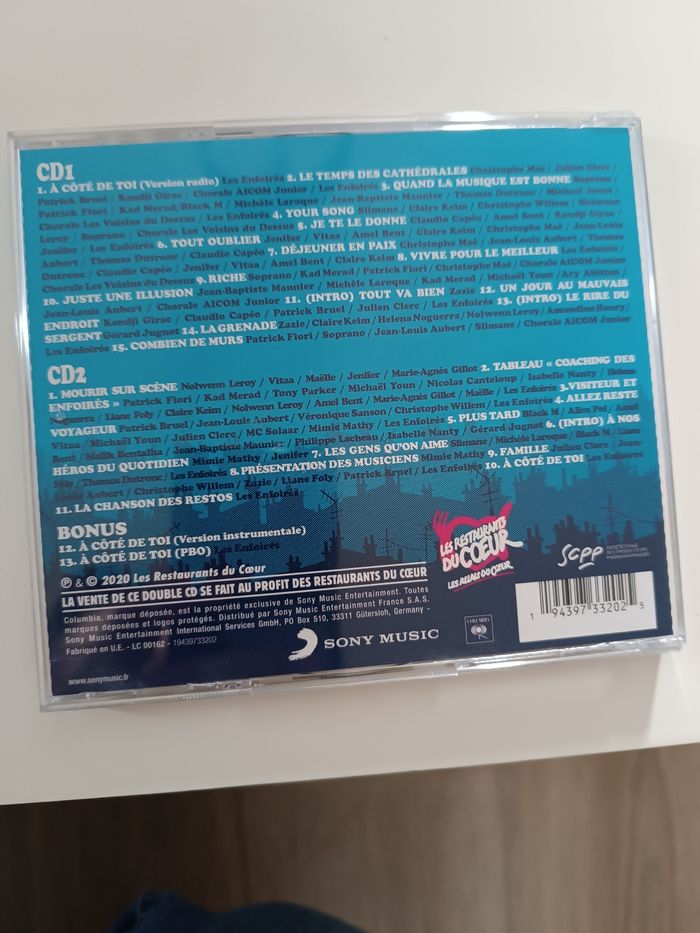 CD1
1. À CÔTÉ DE TOI (Version radio) Les Enfoirés 2. LE TEMPS DES CATHÉDRALES Christophe Maé / Julien Clerc /
Patrick Bruel / Kendji Girac / Chorale AICOM Junior / Les Enfoirés 3. QUAND LA MUSIQUE EST BONNE Soprano /
Patrick Fiori / Kad Merad / Black M / Michèle Laroque / Jean-Baptiste Maunier / Thomas Dutronc / Michael Jones /
Chorale Les Voisins du Dessus / Les Enfoirés 4. YOUR SONG Slimane / Claire Keim / Christophe Willem / Nolwenn
Leroy / Soprano / Chorale Les Voisins du Dessus 5. JE TE LE DONNE Claudio Capéo / Amel Bent / Kendji Girac /
Jenifer / Les Enfoirés 6. TOUT OUBLIER Jenifer / Vitaa / Amel Bent / Claire Keim / Christophe Maé / Jean-Louis
Aubert / Thomas Dutronc / Claudio Capéo 7. DÉJEUNER EN PAIX Christophe Maé / Jean-Louis Aubert / Thomas
Dutronc / Claudio Capéo / Jenifer / Vitaa / Amel Bent / Claire Keim 8. VIVRE POUR LE MEILLEUR Les Enfoirés /
Chorale Les Voisins du Dessus 9. RICHE Soprano / Kad Merad / Patrick Fiori / Christophe Maé / Les Enfoirés
10. JUSTE UNE ILLUSION Jean-Baptiste Maunier / Michèle Laroque / Kad Merad / Michaël Youn / Ary Abittan /
Jean-Louis Aubert / Chorale AICOM Junior 11. (INTRO) TOUT VA BIEN Zazie 12. UN JOUR AU MAUVAIS
ENDROIT Kendji Girac / Claudio Capéo / Patrick Bruel / Julien Clerc / Les Enfoirés 13. (INTRO) LE RIRE DU
SERGENT Gérard Jugnot 14. LA GRENADE Zazie / Claire Keim / Helena Noguerra / Nolwenn Leroy / Amandine Henry /
Les Enfoirés 15. COMBIEN DE MURS Patrick Fiori / Soprano / Jean-Louis Aubert / Slimane / Chorale AICOM Junior
CD2
1. MOURIR SUR SCÈNE Nolwenn Leroy / Vitaa / Maëlle / Jenifer / Marie-Agnès Gillot 2. TABLEAU « COACHING DES
ENFOIRÉS » Patrick Fiori / Kad Merad / Tony Parker / Michaël Youn / Nicolas Canteloup / Isabelle Nanty / Helena
Noguerra / Liane Foly / Claire Keim / Nolwenn Leroy / Amel Bent / Marie-Agnès Gillot / Maëlle / Les Enfoirés 3.VISITEUR ET
VOYAGEUR Patrick Bruel / Jean-Louis Aubert / Véronique Sanson / Christophe Willem / Les Enfoirés 4. ALLEZ RESTE
Vitaa / Michaël Youn / Julien Clerc / MC Solaar / Mimie Mathy / Les Enfoirés 5. PLUS TARD Black M / Alice Pol / Amel
Bent / Malik Bentalha / Jean-Baptiste Maunier / Philippe Lacheau / Isabelle Nanty / Gérard Jugnot 6. (INTRO) À NOS
HÉROS DU QUOTIDIEN Mimie Mathy / Jenifer 7. LES GENS QU'ON AIME Slimane / Michèle Laroque / Black M / Liane
Foly / Thomas Dutronc / Les Enfoirés 8. PRÉSENTATION DES MUSICIENS Mimie Mathy 9. FAMILLE Julien Clerc / Jean-
Louis Aubert / Christophe Willem / Zazie / Liane Foly / Patrick Bruel / Les Enfoirés 10. À CÔTÉ DE TOI Les Enfoirés
11. LA CHANSON DES RESTOS Les Enfoirés
BONUS
12. À CÔTÉ DE TOI (Version instrumentale)
13. À CÔTÉ DE TOI (PBO) Les Enfoirés
℗ & © 2020 Les Restaurants du Cœur
LA VENTE DE CE DOUBLE CD SE FAIT AU PROFIT DES RESTAURANTS DU CŒUR
Columbia, marque déposée, est la propriété exclusive de Sony Music Entertainment. Toutes
marques déposées et logos protégés. Distribué par Sony Music Entertainment France S.A.S.
Sony Music Entertainment International Services GmbH, PO Box 510, 33311 Gütersloh, Germany -
Fabriqué en U.E. - LC 00162 - 19439733202
www.sonymusic.fr
SONY MUSIC
COLUMBIA
LES RESTAURANTS
DU CŒUR
LES RELAIS DU CŒUR
scpp
SOCIÉTÉ CIVILE
DES PRODUCTEURS
PHONOGRAPHIQUES
1 94397 33202 5